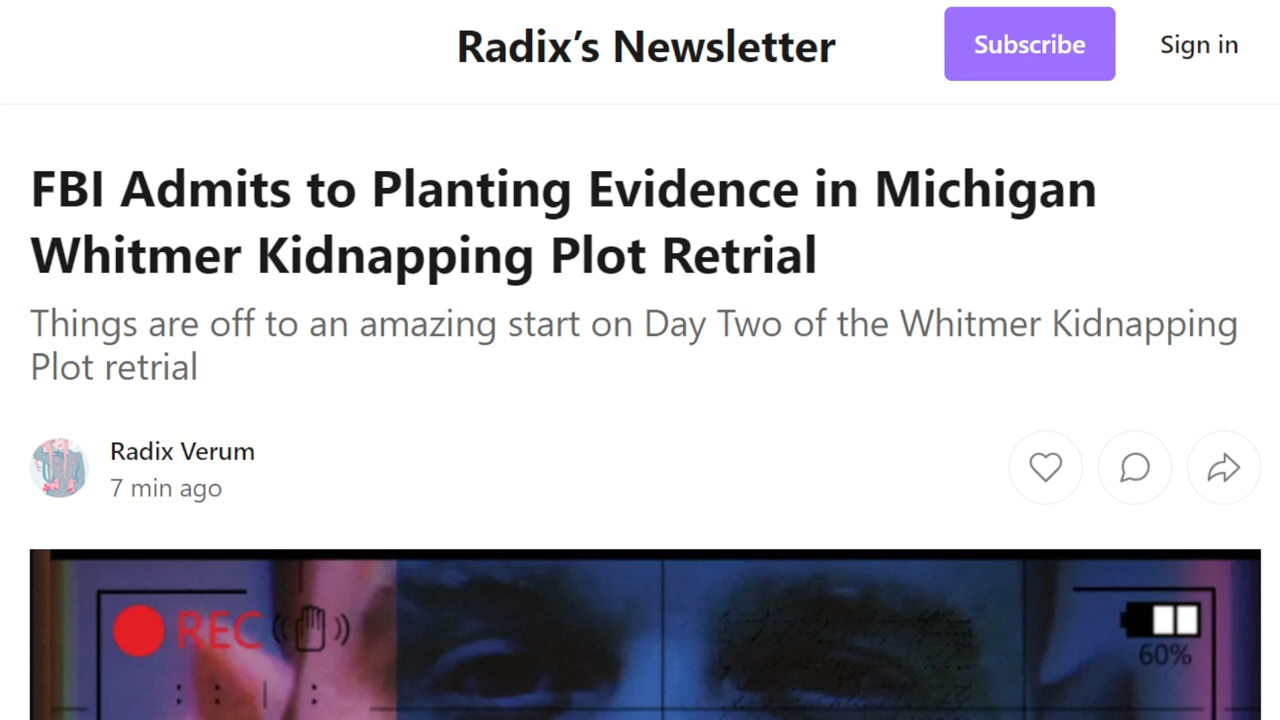 Radix’s Newsletter
Subscribe
Sign in
FBI Admits to Planting Evidence in Michigan
Whitmer Kidnapping Plot Retrial
Things are off to an amazing start on Day Two of the Whitmer Kidnapping
Plot retrial
Radix Verum
7 min ago
REC
60%